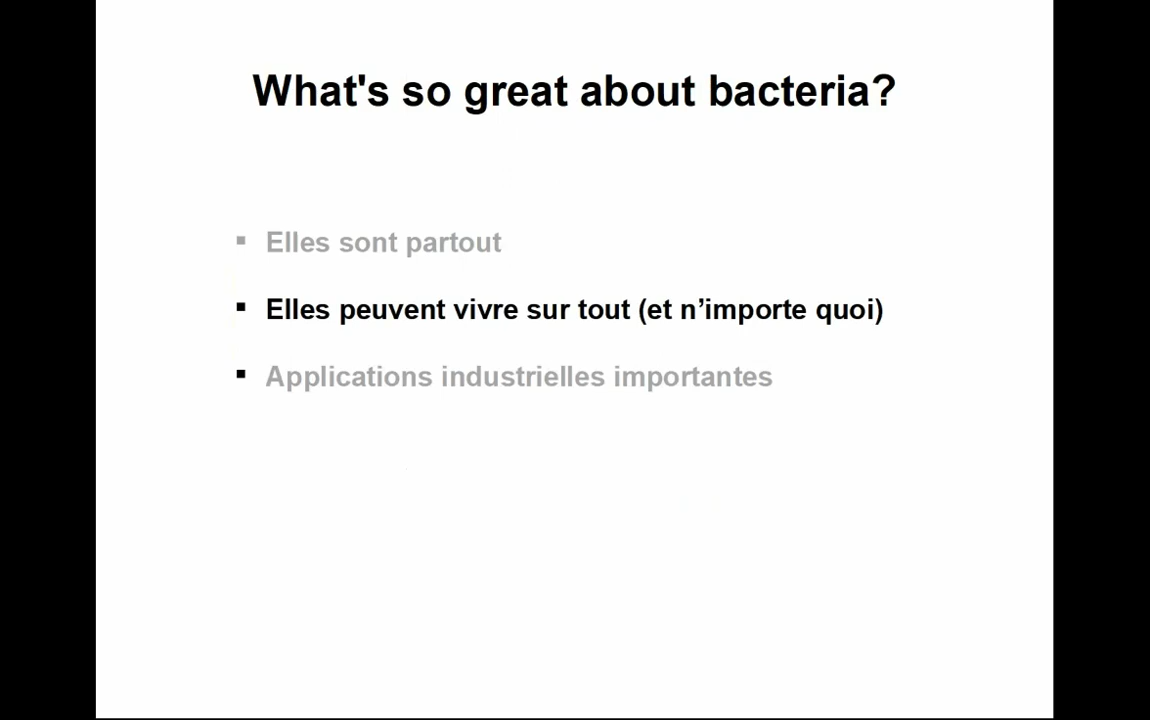 What's so great about bacteria?
▪ Elles sont partout
▪ Elles peuvent vivre sur tout (et n’importe quoi)
▪ Applications industrielles importantes